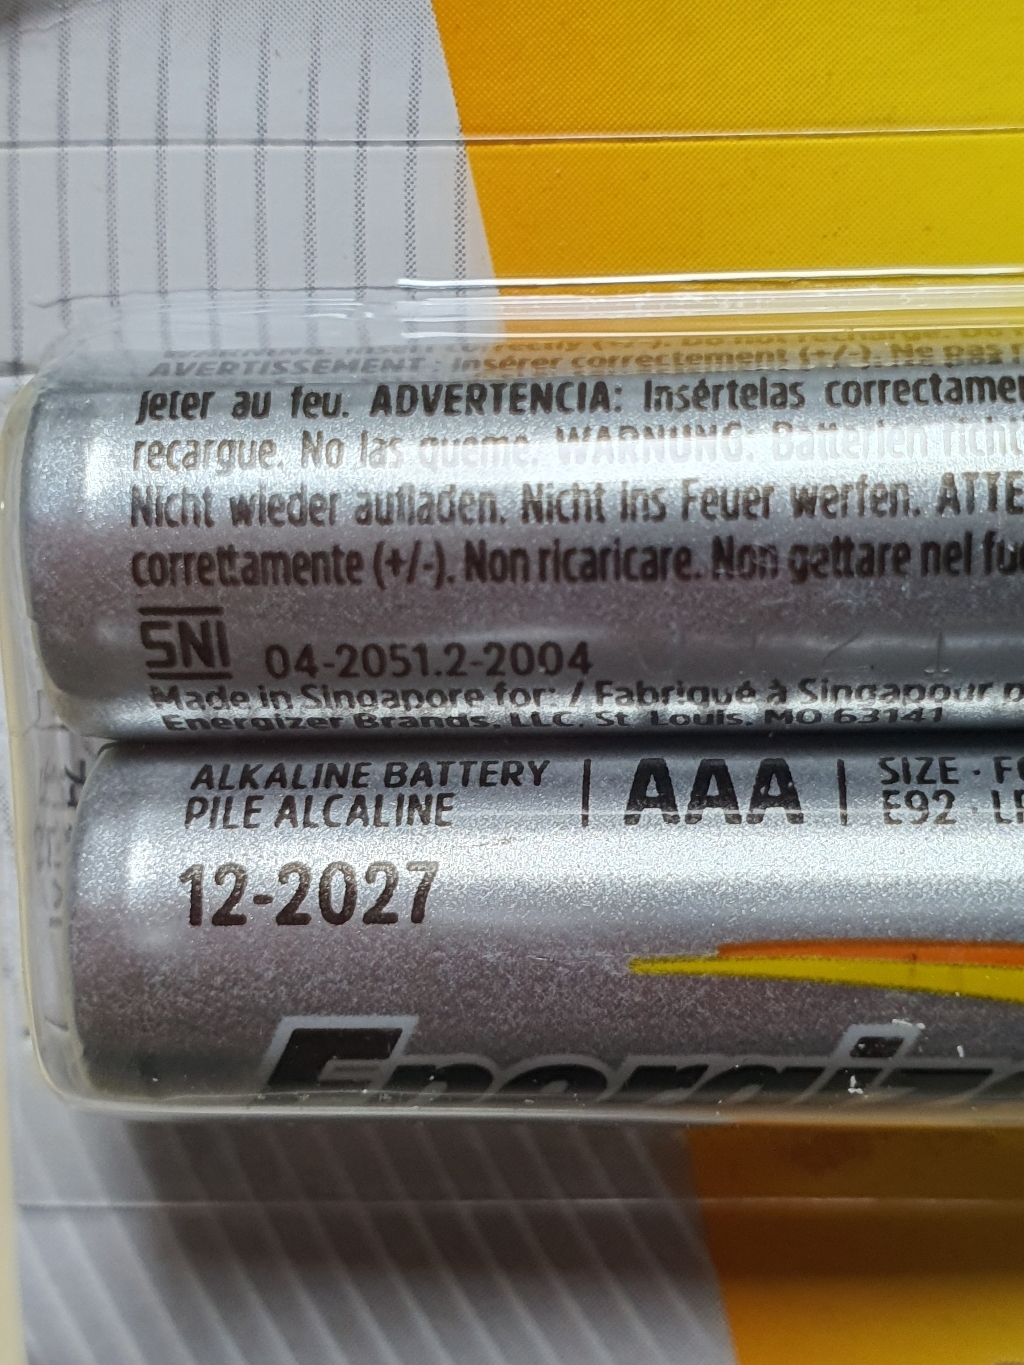 AVERTISSEMENT: Insérer correctement (+/-). Ne pas
jeter au feu. ADVERTENCIA: Insértelas
recargue. No las queme. WARNUNG: Batterien
Nicht wieder aufladen. Nicht ins Feuer werfen.
correttamente (+/-). Non ricaricare. Non gettare nel
SNI 04-2051.2-2004
Made in Singapore for: / Fabriqué à Singapour
Energizer Brands, LLC, St. Louis, MO 63141
ALKALINE BATTERY | AAA | SIZE ·
PILE ALCALINE E92 ·
12-2027